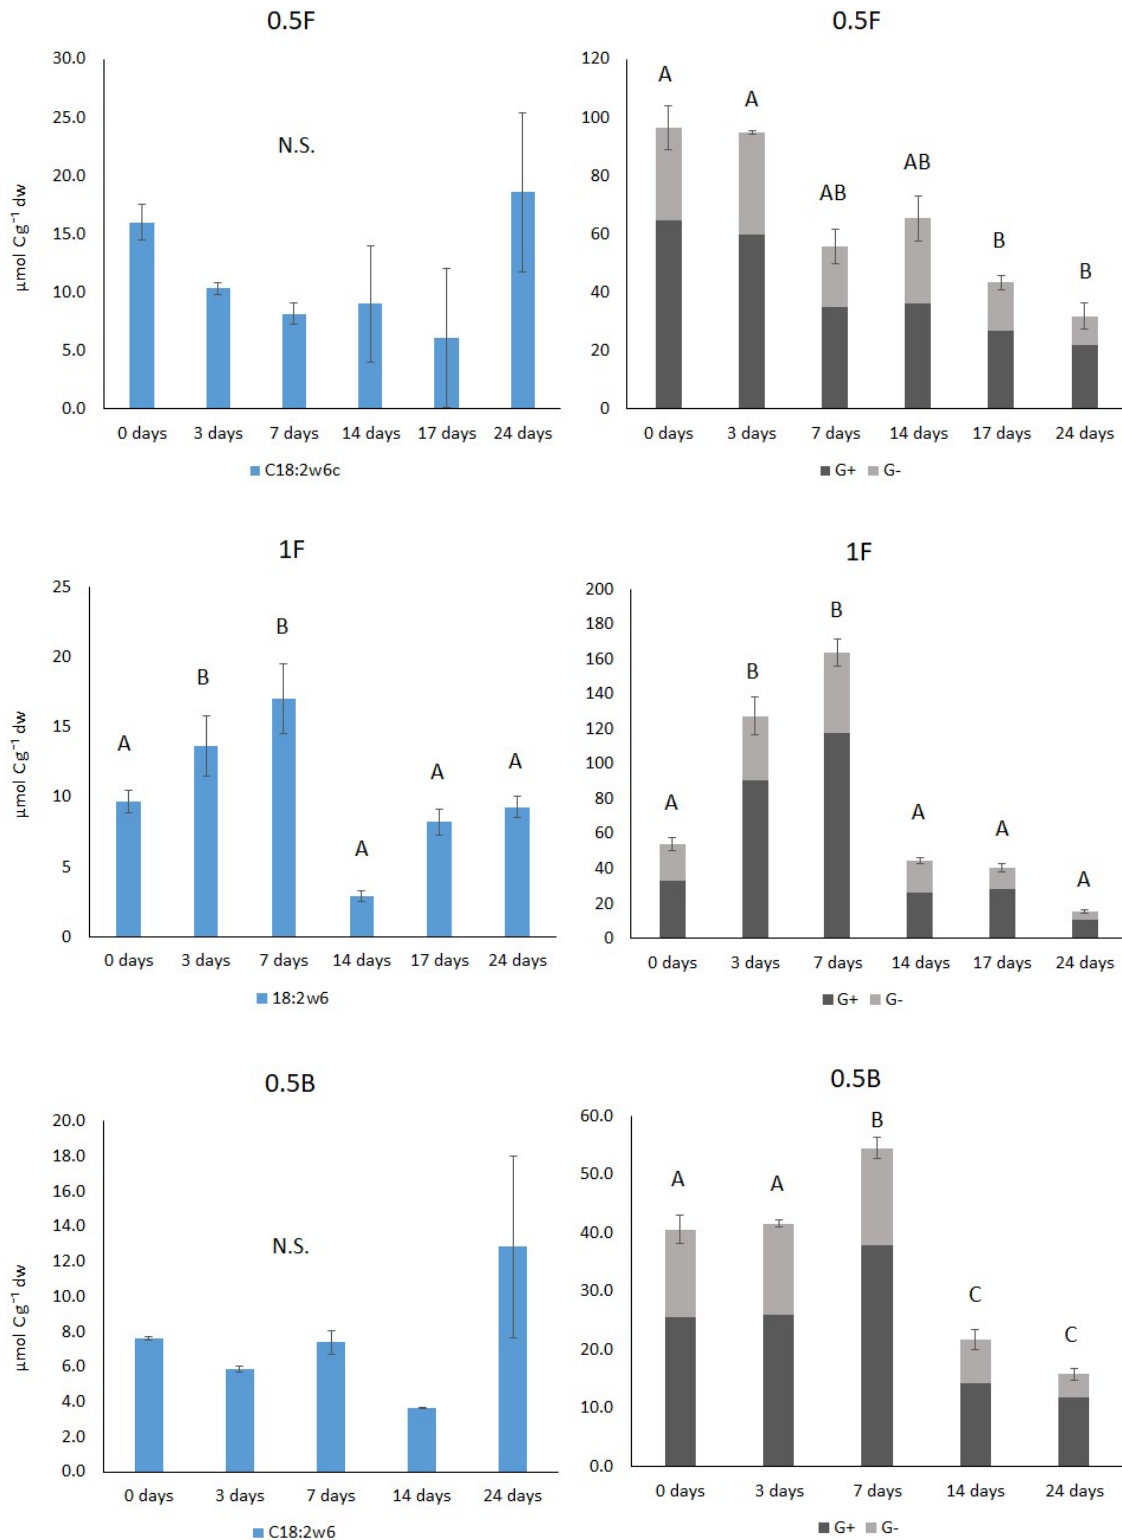 0.5F
30.0
25.0
20.0
15.0
10.0
5.0
0.0
µmol Cg⁻¹ dw
N.S.
0 days 3 days 7 days 14 days 17 days 24 days
C18:2w6c
0.5F
120
100
80
60
40
20
0
A A AB AB B B
0 days 3 days 7 days 14 days 17 days 24 days
G+ G-
1F
25
20
15
10
5
0
µmol Cg⁻¹ dw
A B B A A A
0 days 3 days 7 days 14 days 17 days 24 days
18:2w6
1F
200
180
160
140
120
100
80
60
40
20
0
A B B A A A
0 days 3 days 7 days 14 days 17 days 24 days
G+ G-
0.5B
20.0
18.0
16.0
14.0
12.0
10.0
8.0
6.0
4.0
2.0
0.0
µmol Cg⁻¹ dw
N.S.
0 days 3 days 7 days 14 days 24 days
C18:2w6
0.5B
60.0
50.0
40.0
30.0
20.0
10.0
0.0
A A B C C
0 days 3 days 7 days 14 days 24 days
G+ G-